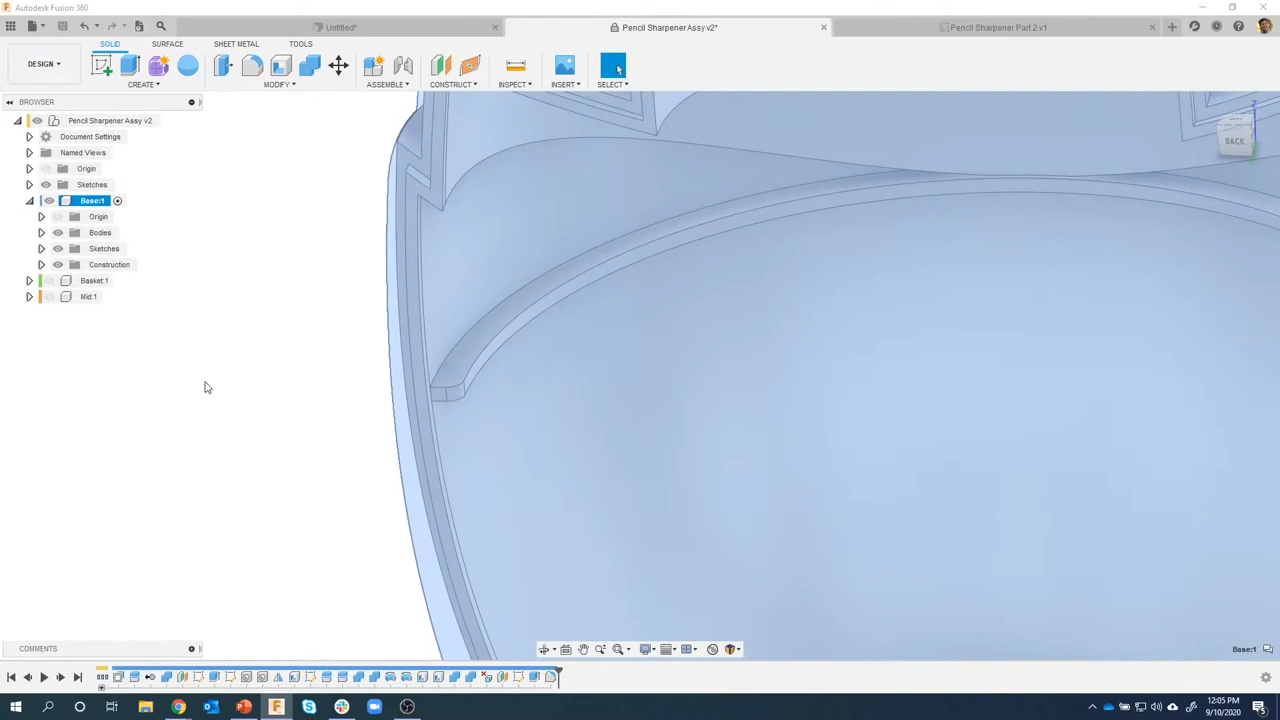 Autodesk Fusion 360
Untitled*
Pencil Sharpener Assy v2*
Pencil Sharpener Part 2 v1
DESIGN
SOLID
SURFACE
SHEET METAL
TOOLS
CREATE
MODIFY
ASSEMBLE
CONSTRUCT
INSPECT
INSERT
SELECT
BROWSER
Pencil Sharpener Assy v2
Document Settings
Named Views
Origin
Sketches
Base:1
Origin
Bodies
Sketches
Construction
Basket:1
Mid:1
Z
BACK
COMMENTS
Base:1
12:05 PM
9/10/2020